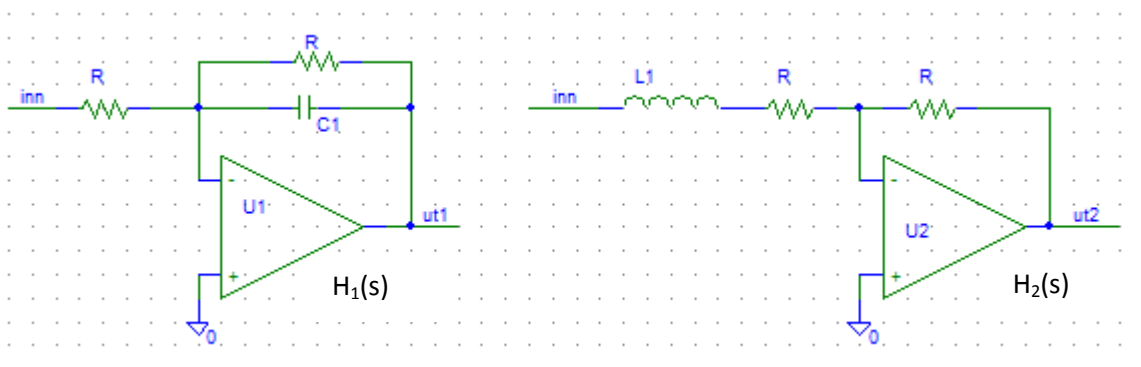 R
R
inn
C1
-
U1
ut1
+
H₁(s)
0
L1
R
R
inn
-
U2
ut2
+
H₂(s)
0